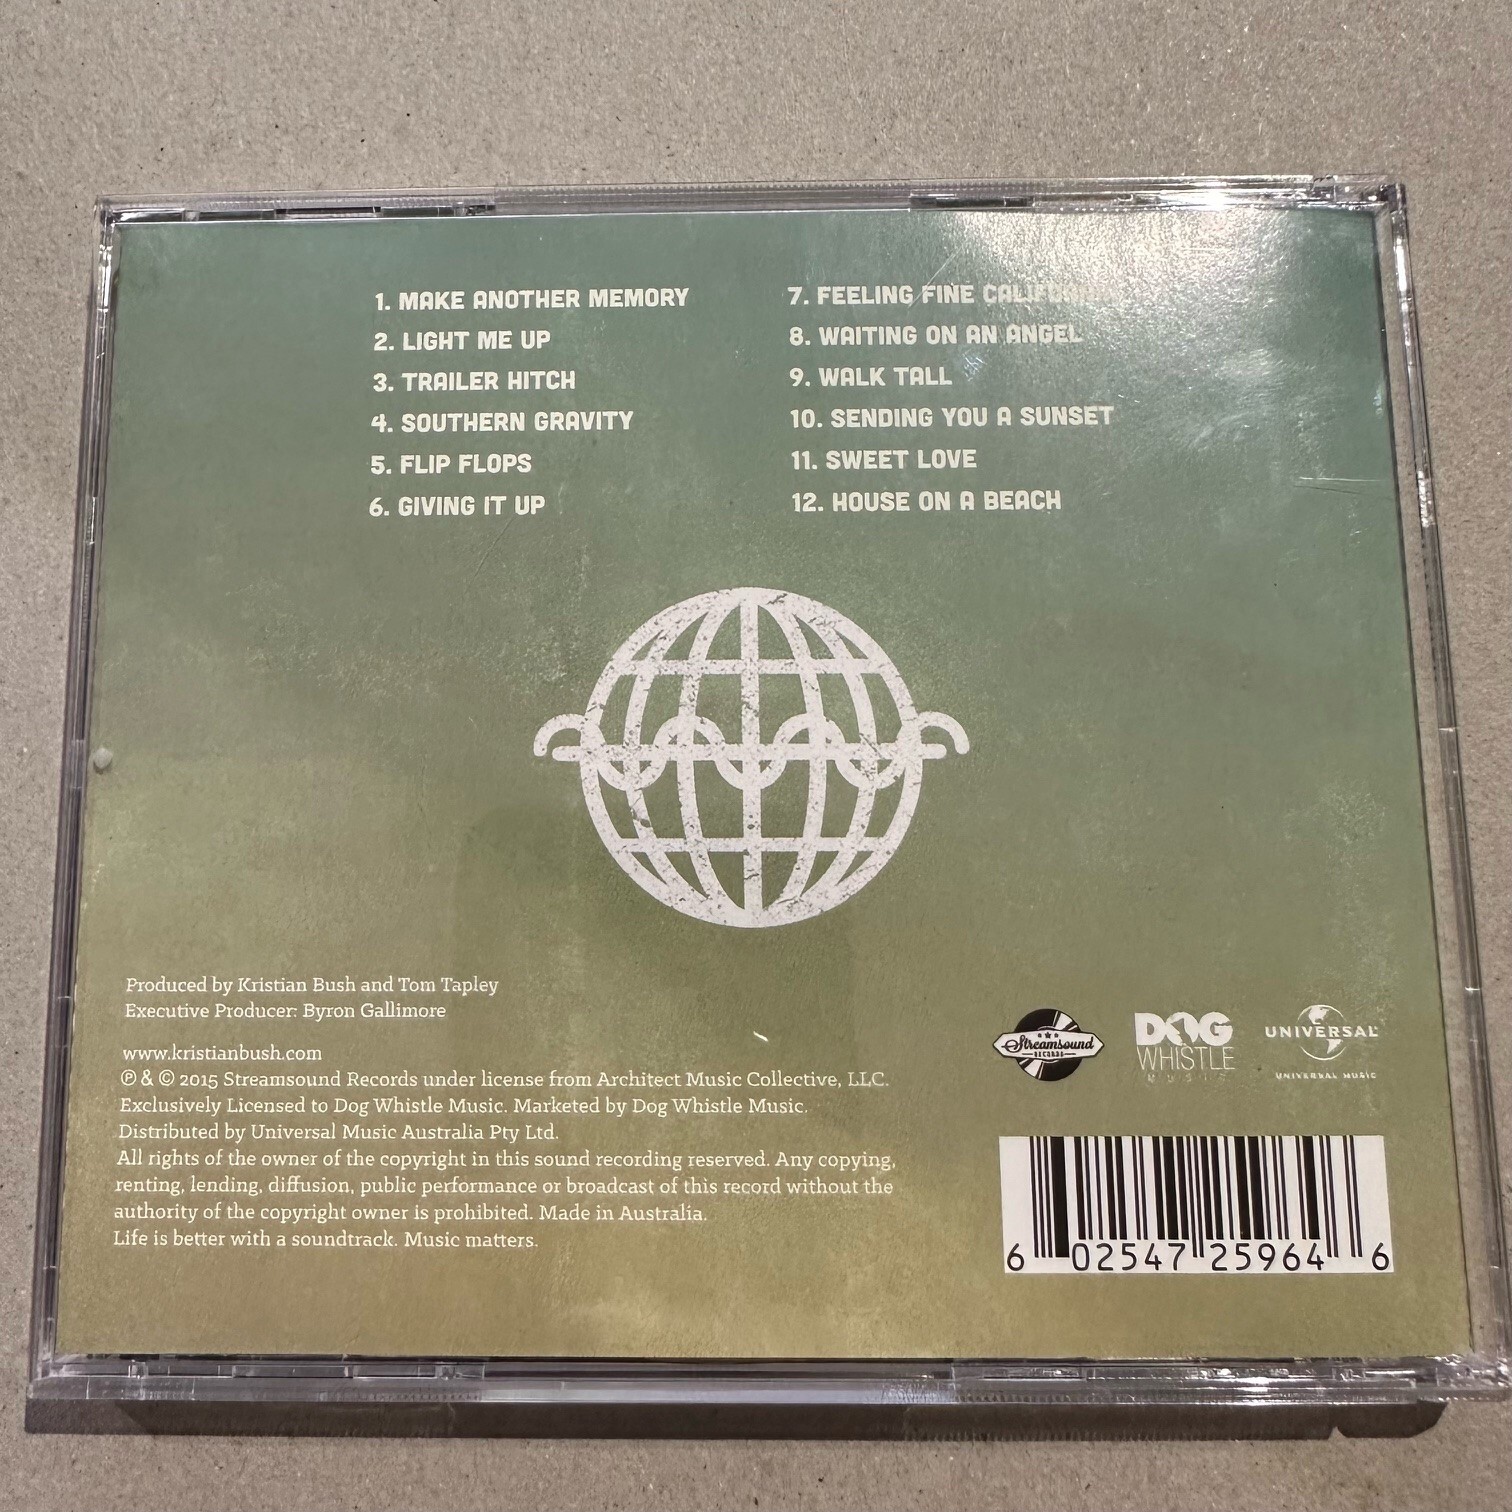 1. MAKE ANOTHER MEMORY
2. LIGHT ME UP
3. TRAILER HITCH
4. SOUTHERN GRAVITY
5. FLIP FLOPS
6. GIVING IT UP
7. FEELING FINE CALIFORNIA
8. WAITING ON AN ANGEL
9. WALK TALL
10. SENDING YOU A SUNSET
11. SWEET LOVE
12. HOUSE ON A BEACH
Produced by Kristian Bush and Tom Tapley
Executive Producer: Byron Gallimore
www.kristianbush.com
℗ & © 2015 Streamsound Records under license from Architect Music Collective, LLC.
Exclusively Licensed to Dog Whistle Music. Marketed by Dog Whistle Music.
Distributed by Universal Music Australia Pty Ltd.
All rights of the owner of the copyright in this sound recording reserved. Any copying,
renting, lending, diffusion, public performance or broadcast of this record without the
authority of the copyright owner is prohibited. Made in Australia.
Life is better with a soundtrack. Music matters.
Streamsound
RECORDS
DOG
WHISTLE
MUSIC
UNIVERSAL
UNIVERSAL MUSIC
6 02547 25964 6